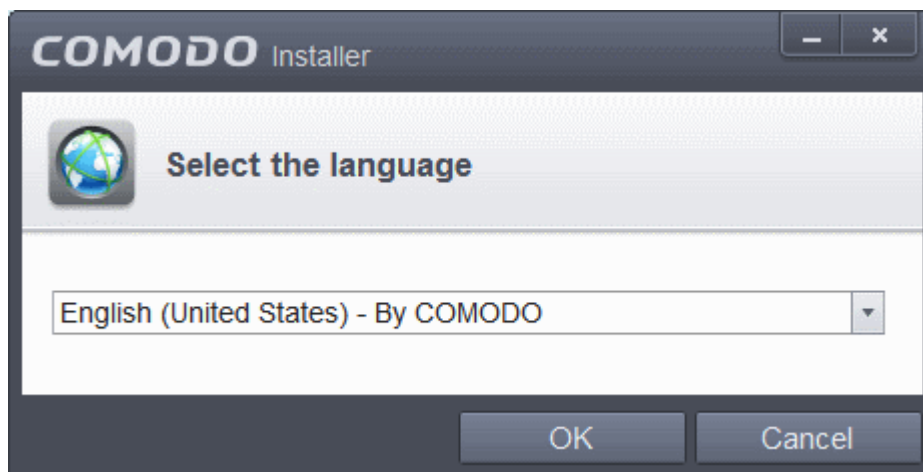 COMODO Installer
Select the language
English (United States) - By COMODO
OK Cancel